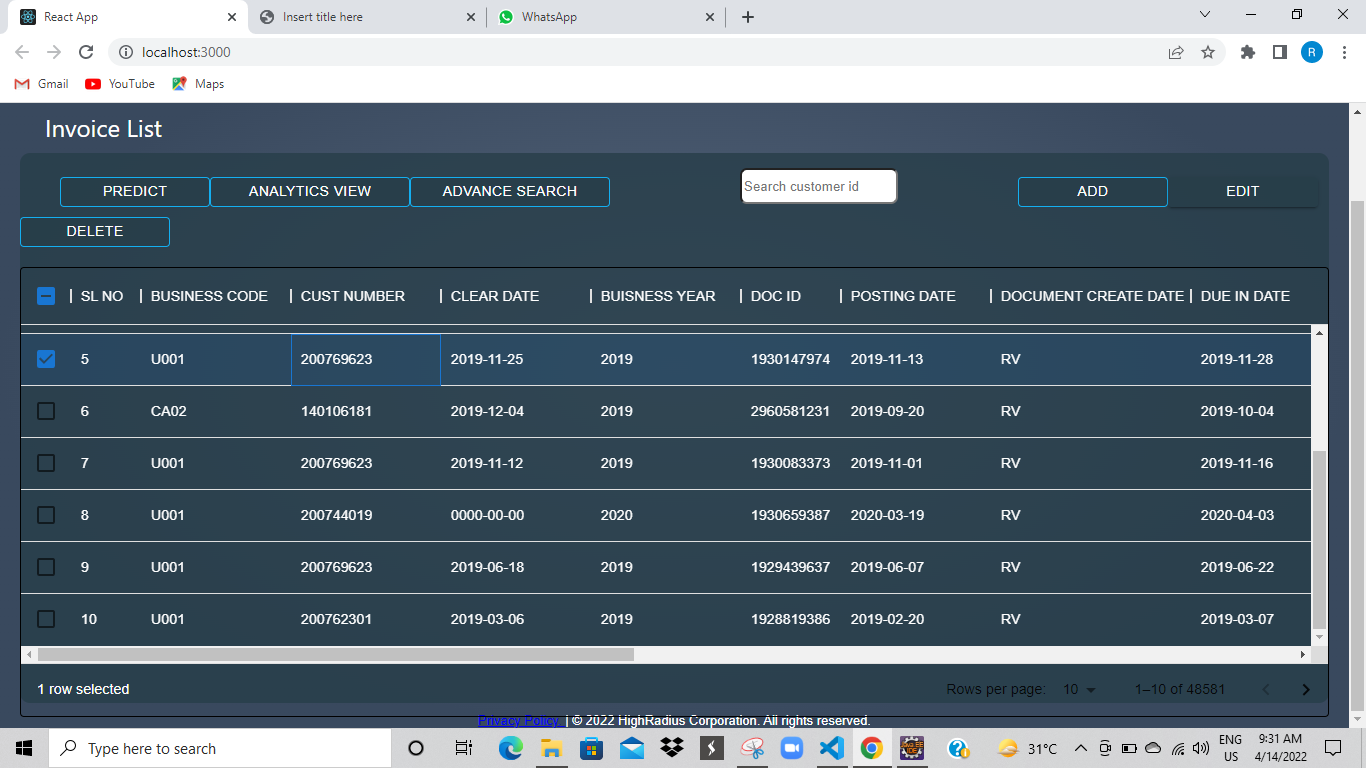 React App
Insert title here
WhatsApp
localhost:3000
R
Gmail
YouTube
Maps
Invoice List
PREDICT ANALYTICS VIEW ADVANCE SEARCH Search customer id ADD EDIT
DELETE
SL NO BUSINESS CODE CUST NUMBER CLEAR DATE BUISNESS YEAR DOC ID POSTING DATE DOCUMENT CREATE DATE DUE IN DATE
5 U001 200769623 2019-11-25 2019 1930147974 2019-11-13 RV 2019-11-28
6 CA02 140106181 2019-12-04 2019 2960581231 2019-09-20 RV 2019-10-04
7 U001 200769623 2019-11-12 2019 1930083373 2019-11-01 RV 2019-11-16
8 U001 200744019 0000-00-00 2020 1930659387 2020-03-19 RV 2020-04-03
9 U001 200769623 2019-06-18 2019 1929439637 2019-06-07 RV 2019-06-22
10 U001 200762301 2019-03-06 2019 1928819386 2019-02-20 RV 2019-03-07
1 row selected Rows per page: 10 1–10 of 48581
Privacy Policy | © 2022 HighRadius Corporation. All rights reserved.
Type here to search
31°C
ENG
US
9:31 AM
4/14/2022